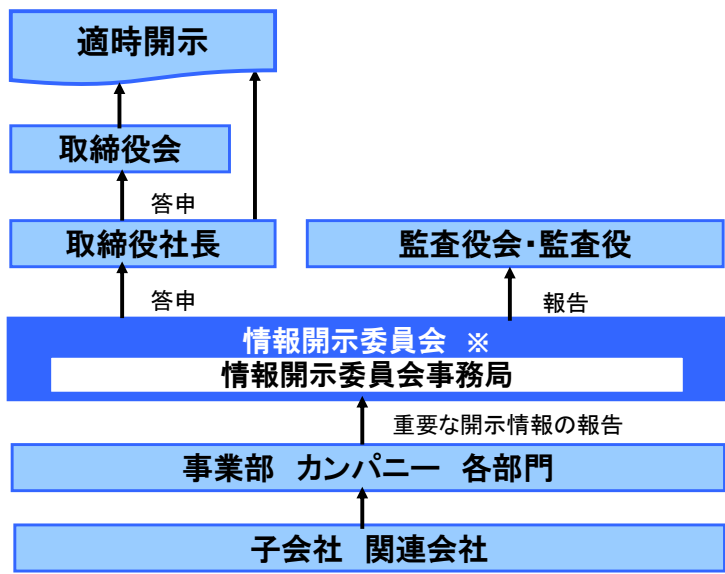 適時開示
取締役会
答申
取締役社長
監査役会・監査役
答申
報告
情報開示委員会 ※
情報開示委員会事務局
重要な開示情報の報告
事業部 カンパニー 各部門
子会社 関連会社